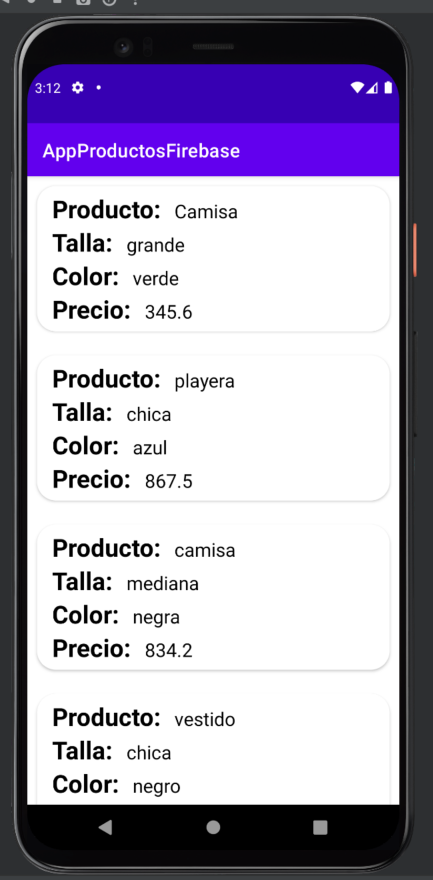 3:12
AppProductosFirebase
Producto: Camisa
Talla: grande
Color: verde
Precio: 345.6
Producto: playera
Talla: chica
Color: azul
Precio: 867.5
Producto: camisa
Talla: mediana
Color: negra
Precio: 834.2
Producto: vestido
Talla: chica
Color: negro